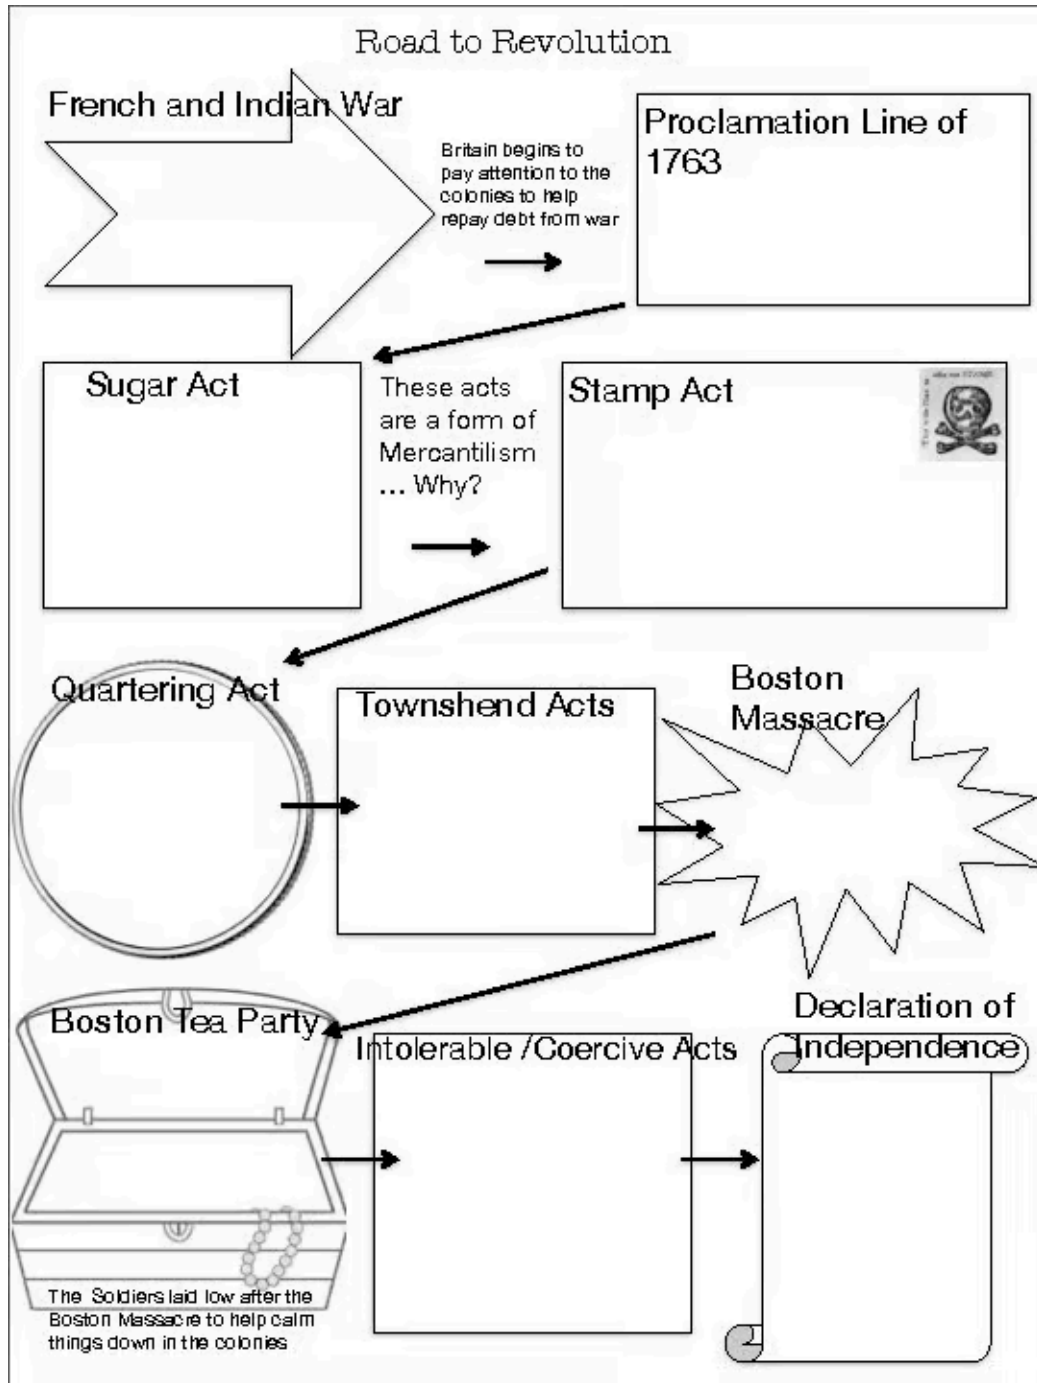 Road to Revolution
French and Indian War
Britain begins to
pay attention to the
colonies to help
repay debt from war
Proclamation Line of
1763
Sugar Act
These acts
are a form of
Mercantilism
... Why?
Stamp Act
Quartering Act
Townshend Acts
Boston
Massacre
Boston Tea Party
The Soldiers laid low after the
Boston Massacre to help calm
things down in the colonies
Intolerable /Coercive Acts
Declaration of
Independence